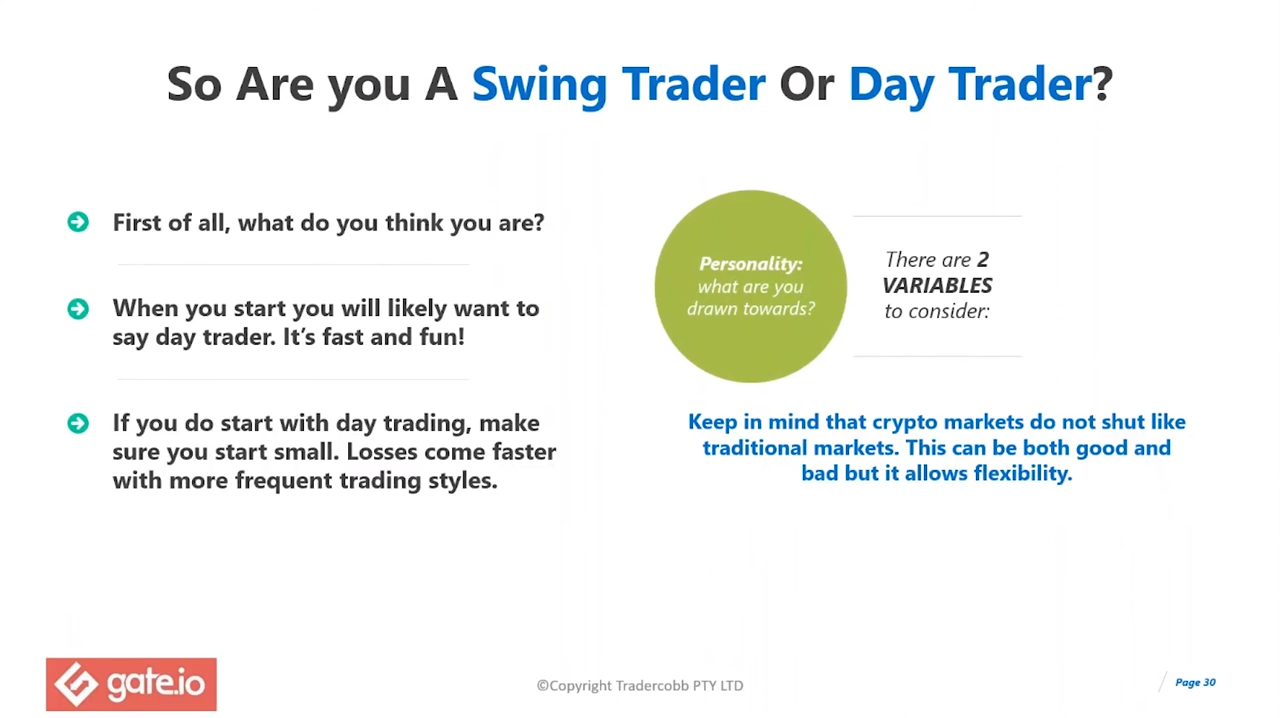 So Are you A Swing Trader Or Day Trader?
First of all, what do you think you are?
When you start you will likely want to
say day trader. It’s fast and fun!
If you do start with day trading, make
sure you start small. Losses come faster
with more frequent trading styles.
Personality:
what are you
drawn towards?
There are 2
VARIABLES
to consider:
Keep in mind that crypto markets do not shut like
traditional markets. This can be both good and
bad but it allows flexibility.
gate.io
©Copyright Tradercobb PTY LTD
Page 30